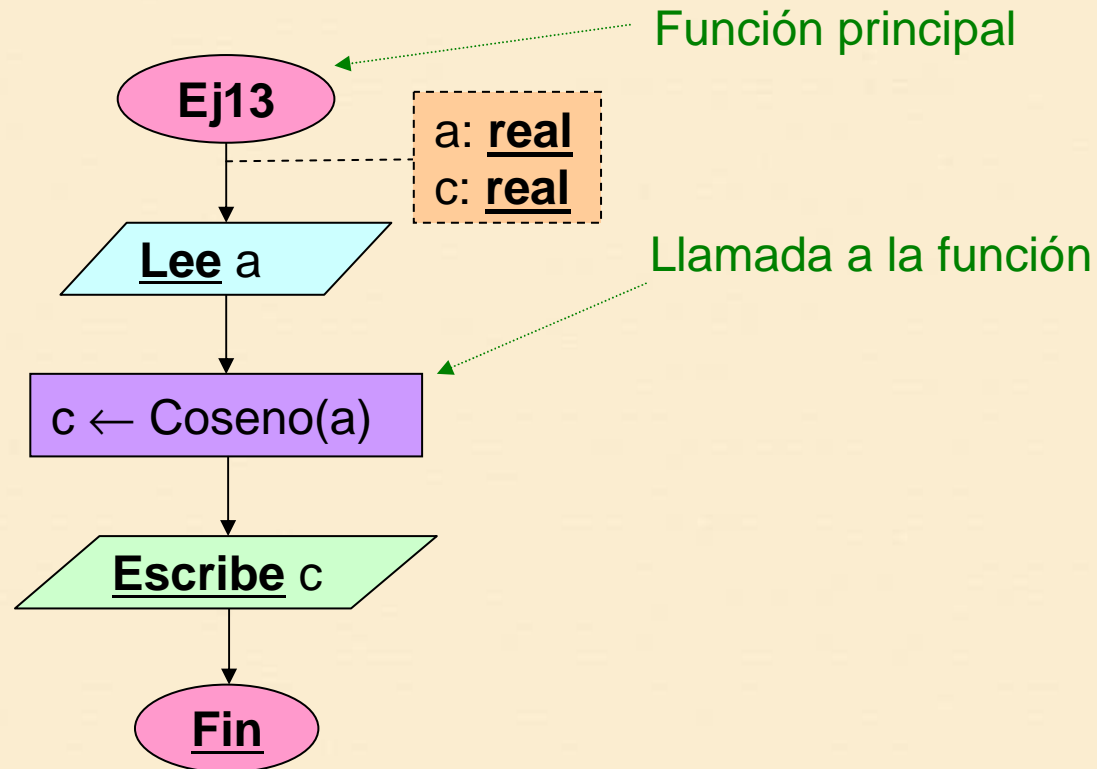 Función principal
Ej13
a: real
c: real
Lee a
Llamada a la función
c ← Coseno(a)
Escribe c
Fin